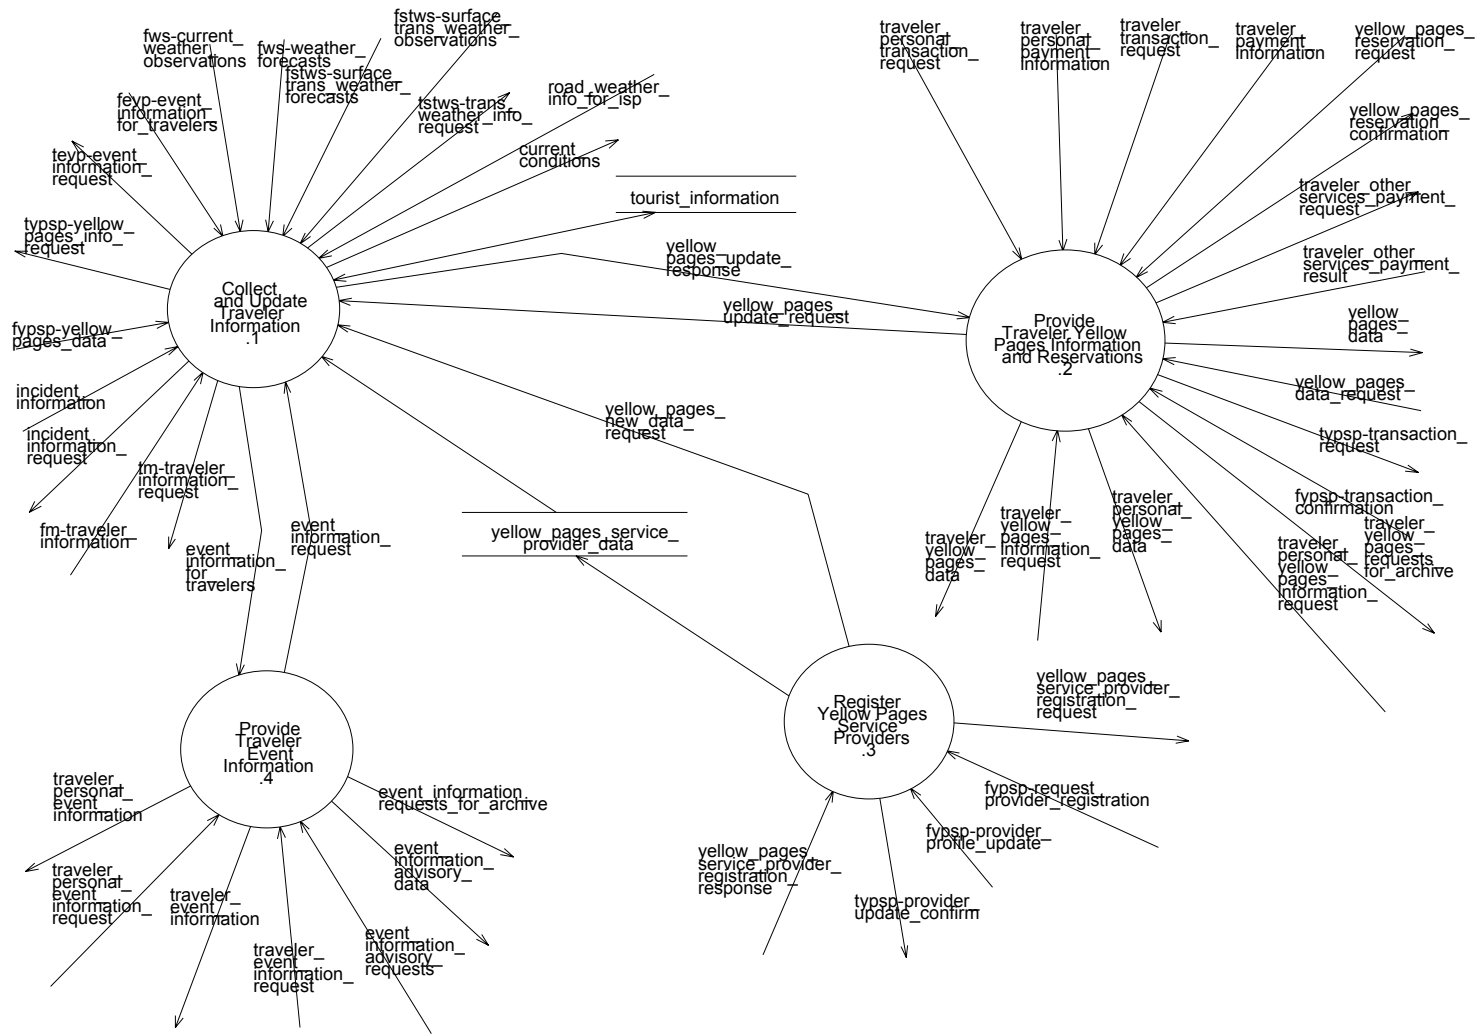 fws-current_
weather_
observations
fws-weather_
forecasts
fstws-surface_
trans_weather_
forecasts
fstws-surface_
trans_weather_
observations
tstws-trans_
weather_info_
request
road_weather_
info_for_isp
current_
conditions
fevp-event_
information_
for_travelers
tevp-event_
information_
request
typsp-yellow_
pages_info_
request
fypsp-yellow_
pages_data
incident_
information
incident_
information_
request
fm-traveler_
information
tm-traveler_
information_
request
event_
information_
for_
travelers
event_
information_
request
Collect
and Update
Traveler
Information
.1
tourist_information
yellow_
pages_update_
response
yellow_pages_
update_request
yellow_pages_
new_data_
request
yellow_pages_service_
provider_data
traveler_
personal_
transaction_
request
traveler_
personal_
payment_
information
traveler_
transaction_
request
traveler_
payment_
information
yellow_pages_
reservation_
request
yellow_pages_
reservation_
confirmation
traveler_other_
services_payment_
request
traveler_other_
services_payment_
result
yellow_
pages_
data
yellow_pages_
data_request
typsp-transaction_
request
fypsp-transaction_
confirmation
traveler_
yellow_
pages_
requests_
for_archive
traveler_
personal_
yellow_
pages_
information_
request
traveler_
personal_
yellow_
pages_
data
traveler_
yellow_
pages_
information_
request
traveler_
yellow_
pages_
data
Provide
Traveler Yellow
Pages Information
and Reservations
.2
Register
Yellow Pages
Service
Providers
.3
yellow_pages_
service_provider_
registration_
request
fypsp-request_
provider_registration
fypsp-provider_
profile_update
typsp-provider_
update_confirm
yellow_pages_
service_provider_
registration_
response
Provide
Traveler
Event
Information
.4
traveler_
personal_
event_
information
traveler_
personal_
event_
information_
request
traveler_
event_
information
traveler_
event_
information_
request
event_
information_
advisory_
requests
event_
information_
advisory_
data
event_information_
requests_for_archive